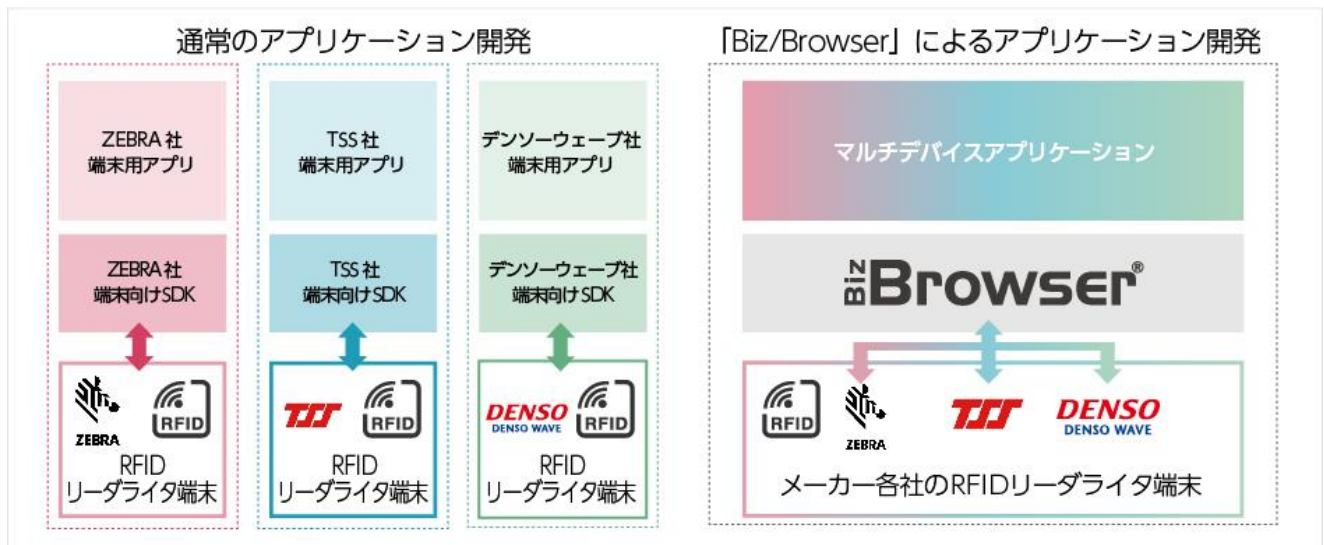 通常のアプリケーション開発
ZEBRA社
端末用アプリ
ZEBRA社
端末向けSDK
ZEBRA
RFID
RFID
リーダライタ端末
TSS社
端末用アプリ
TSS社
端末向けSDK
TSS
RFID
RFID
リーダライタ端末
デンソーウェーブ社
端末用アプリ
デンソーウェーブ社
端末向けSDK
DENSO
DENSO WAVE
RFID
RFID
リーダライタ端末
「Biz/Browser」によるアプリケーション開発
マルチデバイスアプリケーション
Biz Browser®
RFID
ZEBRA
TSS
DENSO
DENSO WAVE
メーカー各社のRFIDリーダライタ端末